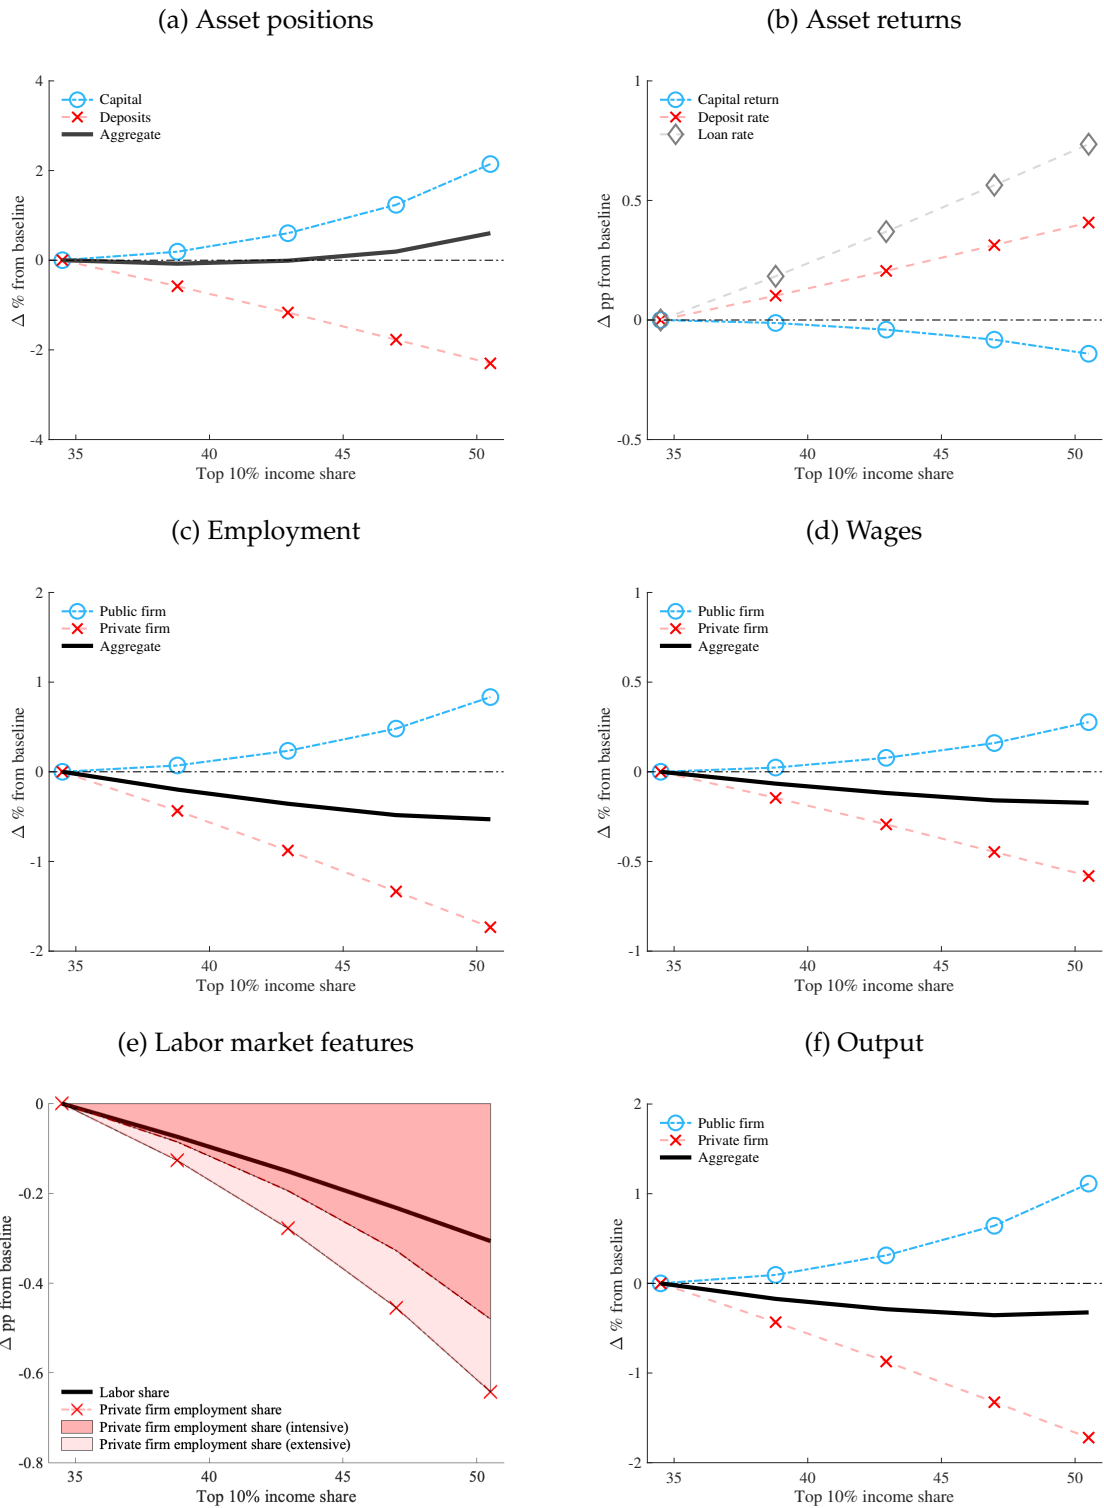 (a) Asset positions
4
2
0
-2
-4
Δ % from baseline
Capital
Deposits
Aggregate
35 40 45 50
Top 10% income share
(b) Asset returns
1
0.5
0
-0.5
Δ pp from baseline
Capital return
Deposit rate
Loan rate
35 40 45 50
Top 10% income share
(c) Employment
2
1
0
-1
-2
Δ % from baseline
Public firm
Private firm
Aggregate
35 40 45 50
Top 10% income share
(d) Wages
1
0.5
0
-0.5
-1
Δ % from baseline
Public firm
Private firm
Aggregate
35 40 45 50
Top 10% income share
(e) Labor market features
0
-0.2
-0.4
-0.6
-0.8
Δ pp from baseline
Labor share
Private firm employment share
Private firm employment share (intensive)
Private firm employment share (extensive)
35 40 45 50
Top 10% income share
(f) Output
2
1
0
-1
-2
Δ % from baseline
Public firm
Private firm
Aggregate
35 40 45 50
Top 10% income share